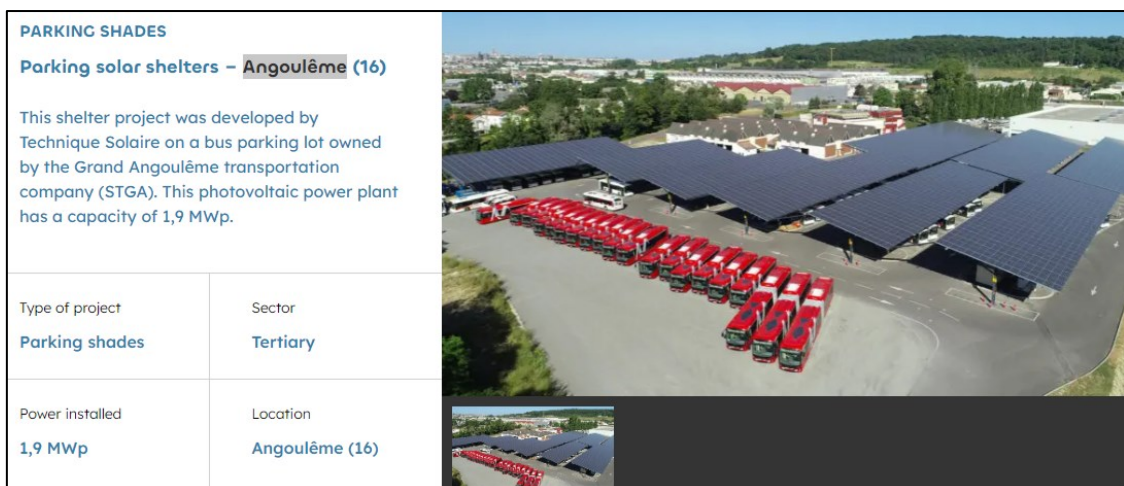 PARKING SHADES
Parking solar shelters – Angoulême (16)
This shelter project was developed by
Technique Solaire on a bus parking lot owned
by the Grand Angoulême transportation
company (STGA). This photovoltaic power plant
has a capacity of 1,9 MWp.
Type of project
Parking shades
Sector
Tertiary
Power installed
1,9 MWp
Location
Angoulême (16)